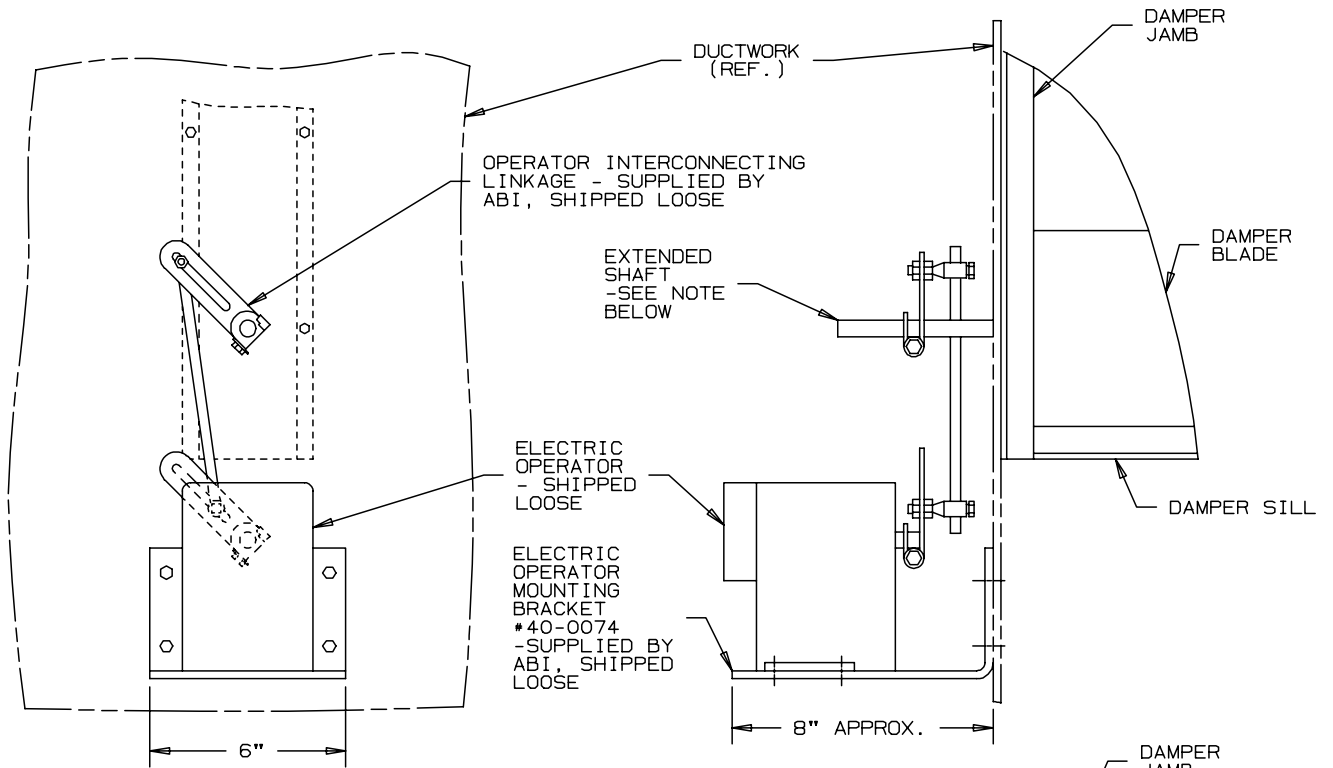 DAMPER
JAMB
DUCTWORK
(REF.)
OPERATOR INTERCONNECTING
LINKAGE - SUPPLIED BY
ABI, SHIPPED LOOSE
EXTENDED
SHAFT
-SEE NOTE
BELOW
DAMPER
BLADE
ELECTRIC
OPERATOR
- SHIPPED
LOOSE
DAMPER SILL
ELECTRIC
OPERATOR
MOUNTING
BRACKET
#40-0074
-SUPPLIED BY
ABI, SHIPPED
LOOSE
8" APPROX.
6"
DAMPER
JAMB